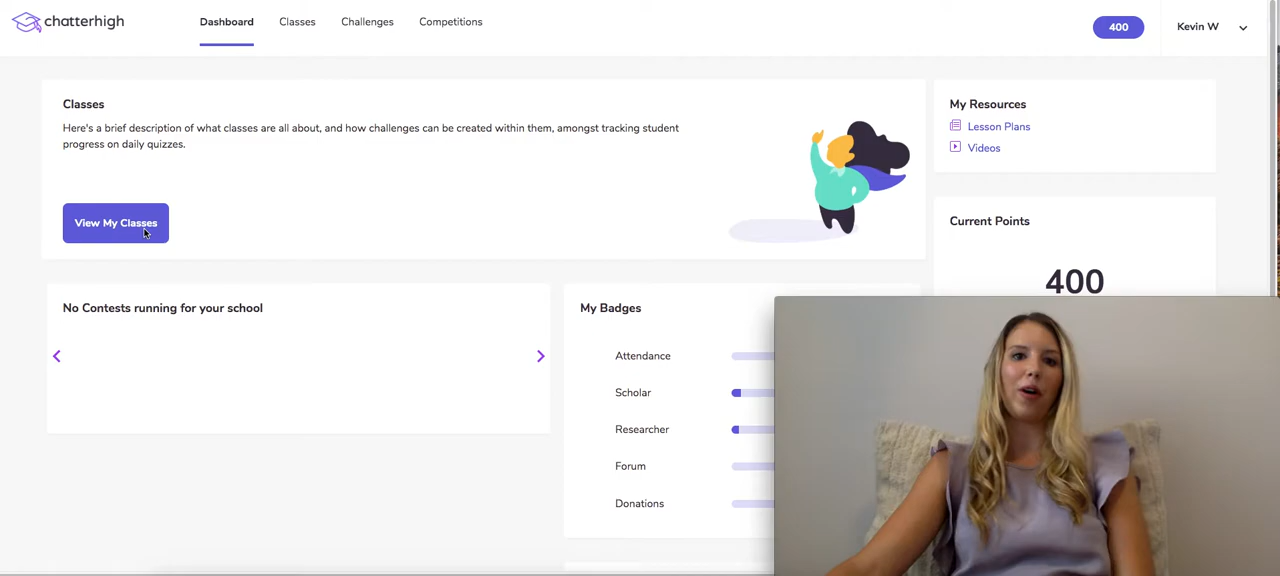 chatterhigh
Dashboard
Classes
Challenges
Competitions
400
Kevin W
Classes
Here's a brief description of what classes are all about, and how challenges can be created within them, amongst tracking student
progress on daily quizzes.
View My Classes
My Resources
Lesson Plans
Videos
Current Points
400
No Contests running for your school
My Badges
Attendance
Scholar
Researcher
Forum
Donations